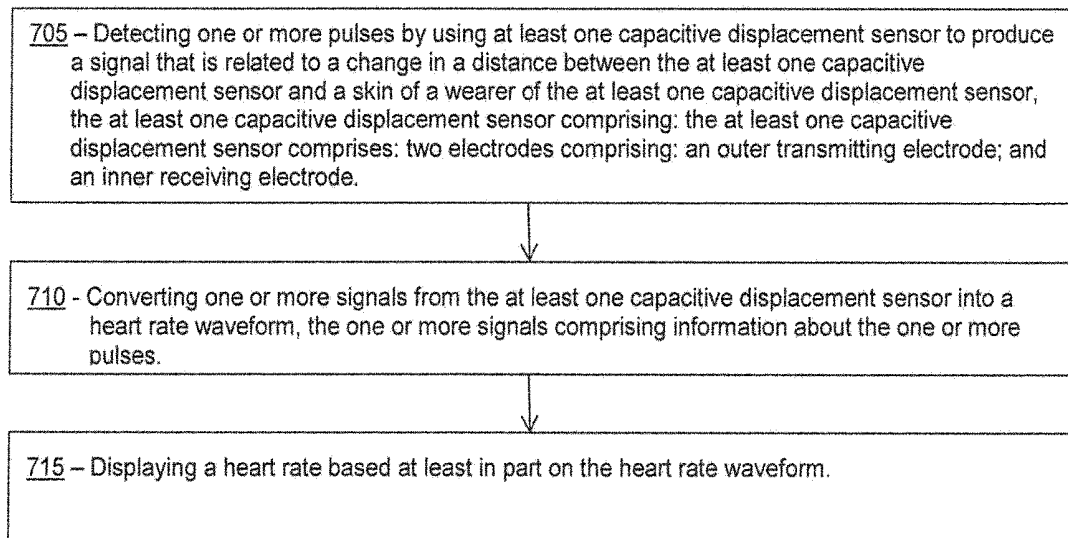 705 – Detecting one or more pulses by using at least one capacitive displacement sensor to produce
a signal that is related to a change in a distance between the at least one capacitive
displacement sensor and a skin of a wearer of the at least one capacitive displacement sensor,
the at least one capacitive displacement sensor comprising: the at least one capacitive
displacement sensor comprises: two electrodes comprising: an outer transmitting electrode; and
an inner receiving electrode.
710 - Converting one or more signals from the at least one capacitive displacement sensor into a
heart rate waveform, the one or more signals comprising information about the one or more
pulses.
715 – Displaying a heart rate based at least in part on the heart rate waveform.